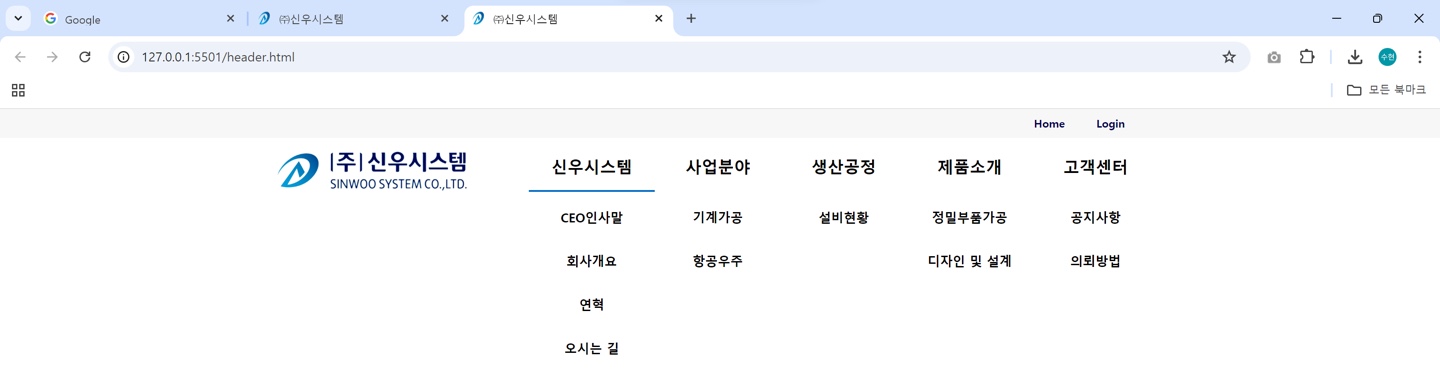 Google
㈜신우시스템
㈜신우시스템
127.0.0.1:5501/header.html
수현
모든 북마크
Home Login
(주)신우시스템
SINWOO SYSTEM CO.,LTD.
신우시스템 사업분야 생산공정 제품소개 고객센터
CEO인사말 기계가공 설비현황 정밀부품가공 공지사항
회사개요 항공우주 디자인 및 설계 의뢰방법
연혁
오시는 길